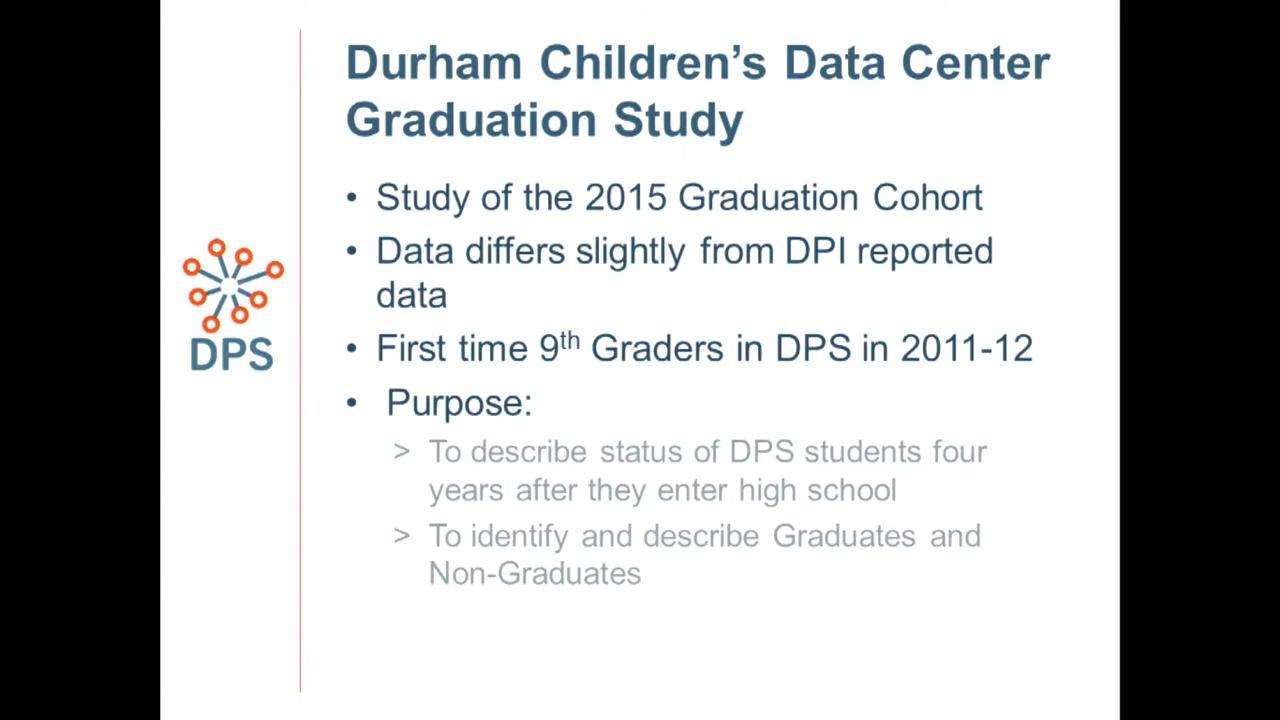 Durham Children’s Data Center
Graduation Study
• Study of the 2015 Graduation Cohort
• Data differs slightly from DPI reported
data
• First time 9th Graders in DPS in 2011-12
• Purpose:
> To describe status of DPS students four
years after they enter high school
> To identify and describe Graduates and
Non-Graduates
DPS